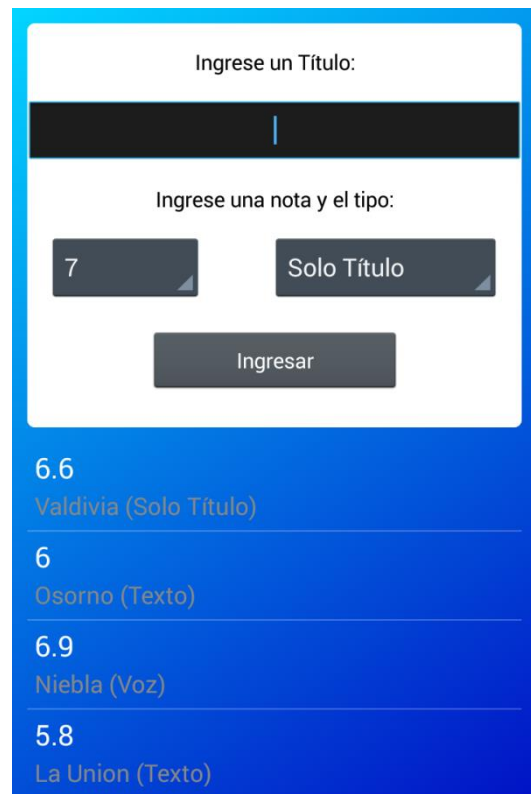 Ingrese un Título:
Ingrese una nota y el tipo:
7 Solo Título
Ingresar
6.6
Valdivia (Solo Título)
6
Osorno (Texto)
6.9
Niebla (Voz)
5.8
La Union (Texto)